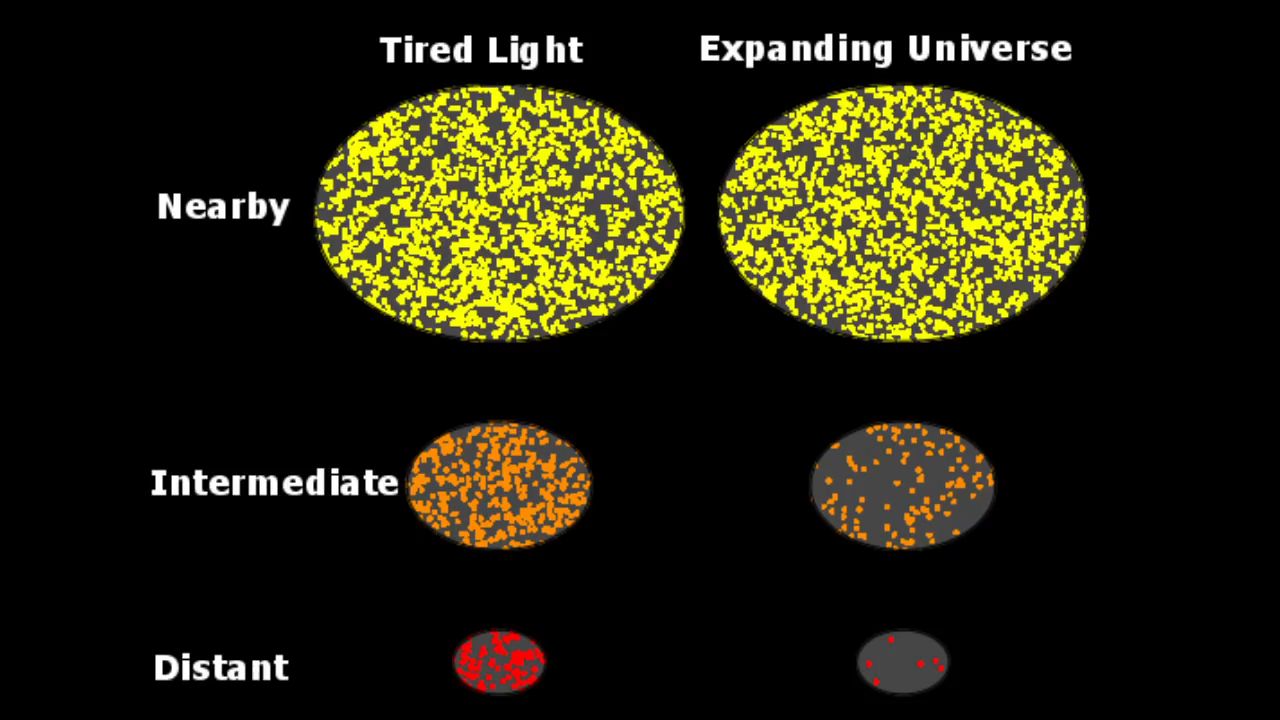 Tired Light
Expanding Universe
Nearby
Intermediate
Distant